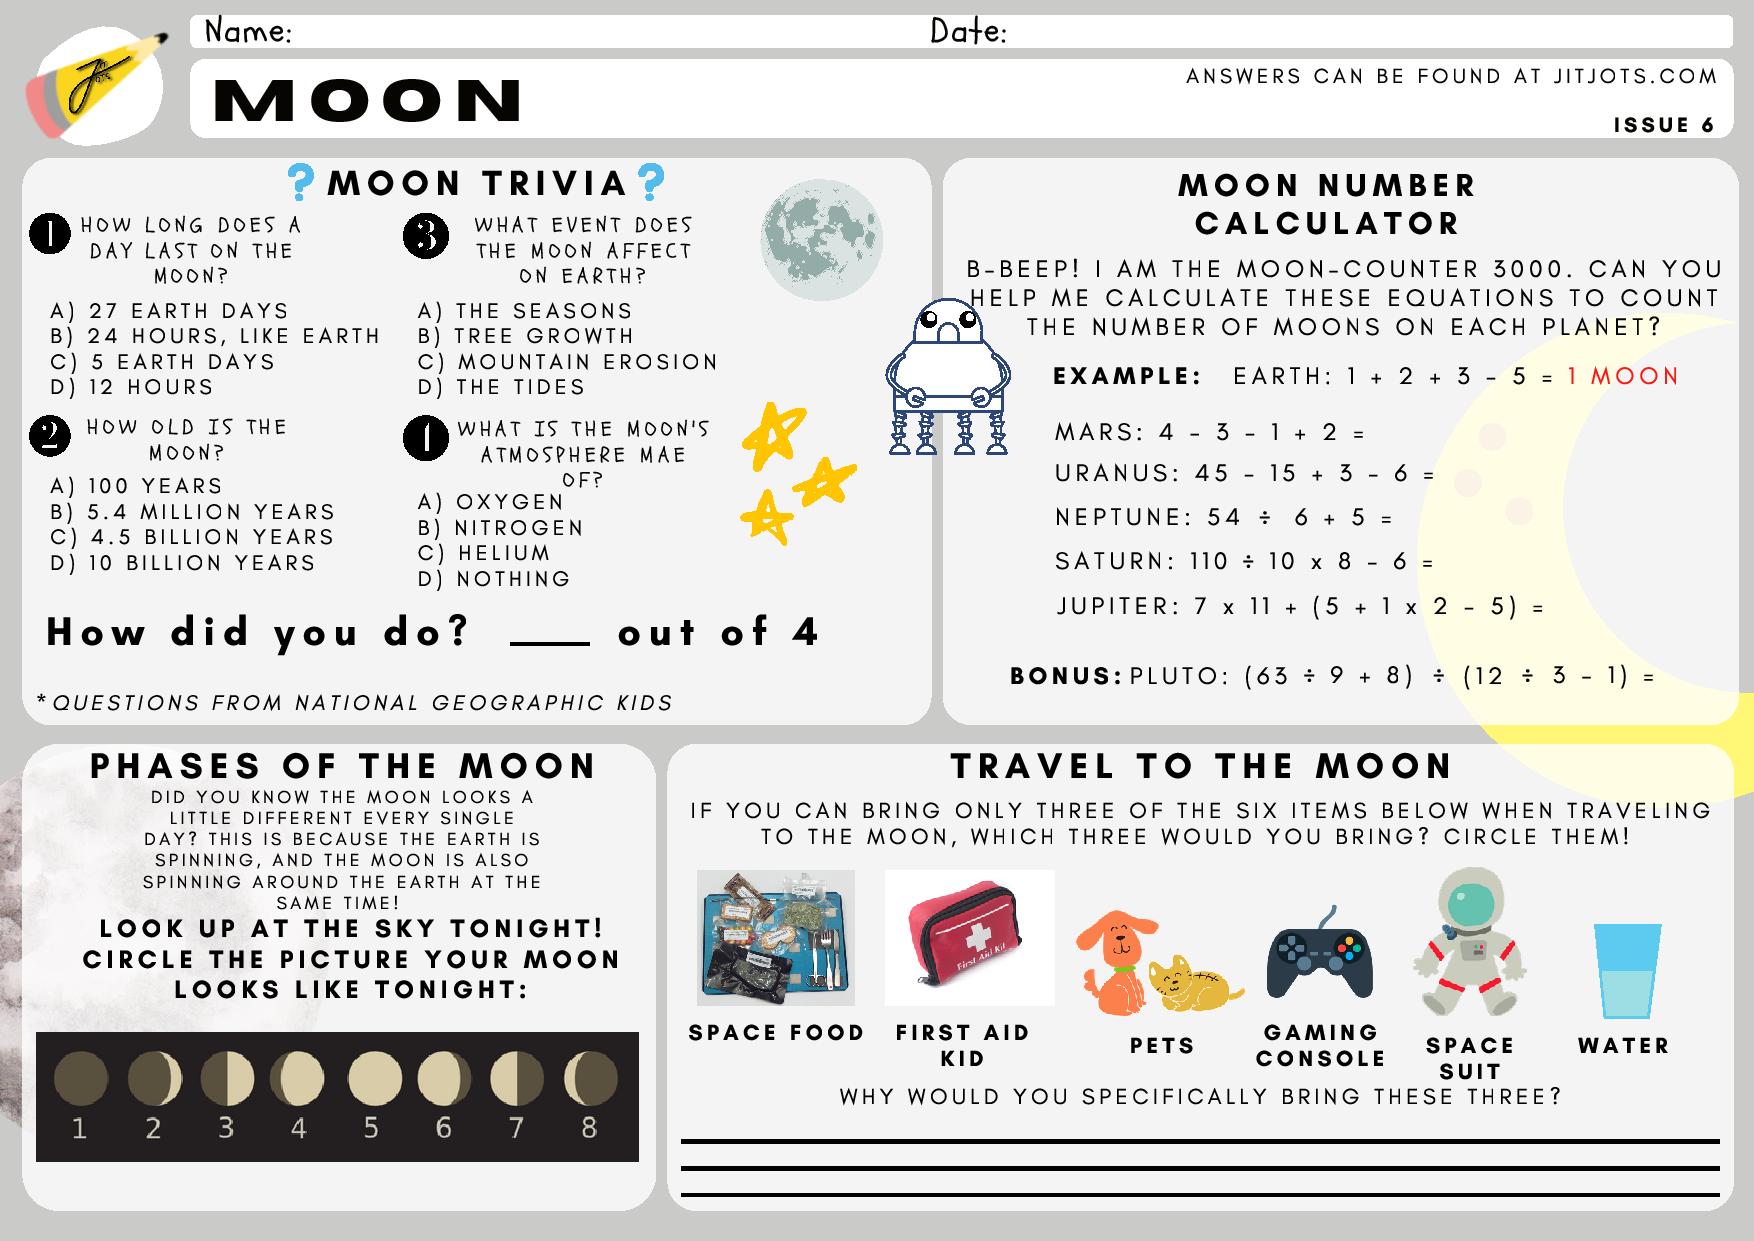 Name:
Date:
MOON
ANSWERS CAN BE FOUND AT JITJOTS.COM
ISSUE 6
? MOON TRIVIA ?
1 HOW LONG DOES A
DAY LAST ON THE
MOON?
A) 27 EARTH DAYS
B) 24 HOURS, LIKE EARTH
C) 5 EARTH DAYS
D) 12 HOURS
2 HOW OLD IS THE
MOON?
A) 100 YEARS
B) 5.4 MILLION YEARS
C) 4.5 BILLION YEARS
D) 10 BILLION YEARS
3 WHAT EVENT DOES
THE MOON AFFECT
ON EARTH?
A) THE SEASONS
B) TREE GROWTH
C) MOUNTAIN EROSION
D) THE TIDES
4 WHAT IS THE MOON'S
ATMOSPHERE MAE
OF?
A) OXYGEN
B) NITROGEN
C) HELIUM
D) NOTHING
How did you do? ___ out of 4
*QUESTIONS FROM NATIONAL GEOGRAPHIC KIDS
MOON NUMBER
CALCULATOR
B-BEEP! I AM THE MOON-COUNTER 3000. CAN YOU
HELP ME CALCULATE THESE EQUATIONS TO COUNT
THE NUMBER OF MOONS ON EACH PLANET?
EXAMPLE: EARTH: 1 + 2 + 3 - 5 = 1 MOON
MARS: 4 - 3 - 1 + 2 =
URANUS: 45 - 15 + 3 - 6 =
NEPTUNE: 54 ÷ 6 + 5 =
SATURN: 110 ÷ 10 x 8 - 6 =
JUPITER: 7 x 11 + (5 + 1 x 2 - 5) =
BONUS: PLUTO: (63 ÷ 9 + 8) ÷ (12 ÷ 3 - 1) =
PHASES OF THE MOON
DID YOU KNOW THE MOON LOOKS A
LITTLE DIFFERENT EVERY SINGLE
DAY? THIS IS BECAUSE THE EARTH IS
SPINNING, AND THE MOON IS ALSO
SPINNING AROUND THE EARTH AT THE
SAME TIME!
LOOK UP AT THE SKY TONIGHT!
CIRCLE THE PICTURE YOUR MOON
LOOKS LIKE TONIGHT:
1 2 3 4 5 6 7 8
TRAVEL TO THE MOON
IF YOU CAN BRING ONLY THREE OF THE SIX ITEMS BELOW WHEN TRAVELING
TO THE MOON, WHICH THREE WOULD YOU BRING? CIRCLE THEM!
First Aid Kit
SPACE FOOD
FIRST AID
KID
PETS
GAMING
CONSOLE
SPACE
SUIT
WATER
WHY WOULD YOU SPECIFICALLY BRING THESE THREE?